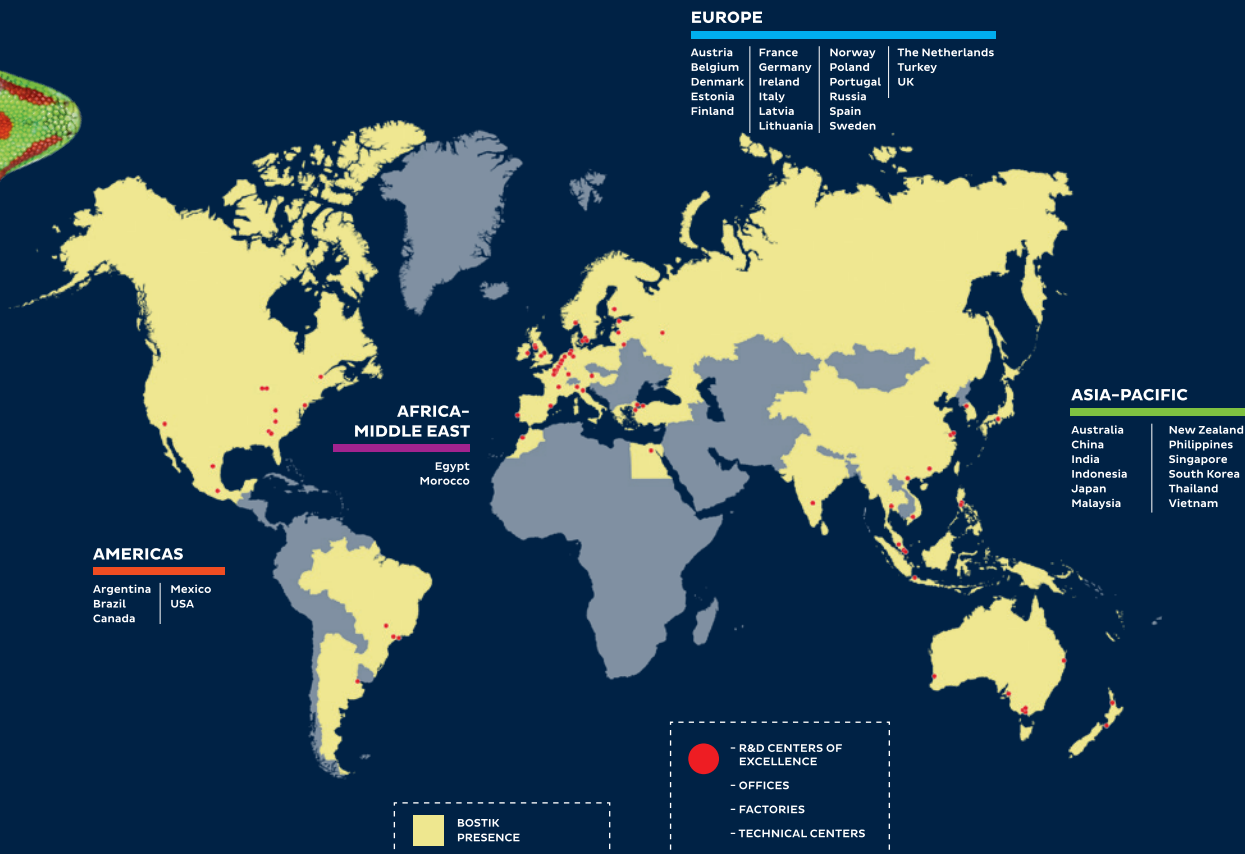 EUROPE
Austria
Belgium
Denmark
Estonia
Finland
France
Germany
Ireland
Italy
Latvia
Lithuania
Norway
Poland
Portugal
Russia
Spain
Sweden
The Netherlands
Turkey
UK
AFRICA-
MIDDLE EAST
Egypt
Morocco
ASIA-PACIFIC
Australia
China
India
Indonesia
Japan
Malaysia
New Zealand
Philippines
Singapore
South Korea
Thailand
Vietnam
AMERICAS
Argentina
Brazil
Canada
Mexico
USA
- R&D CENTERS OF
EXCELLENCE
- OFFICES
- FACTORIES
- TECHNICAL CENTERS
BOSTIK
PRESENCE